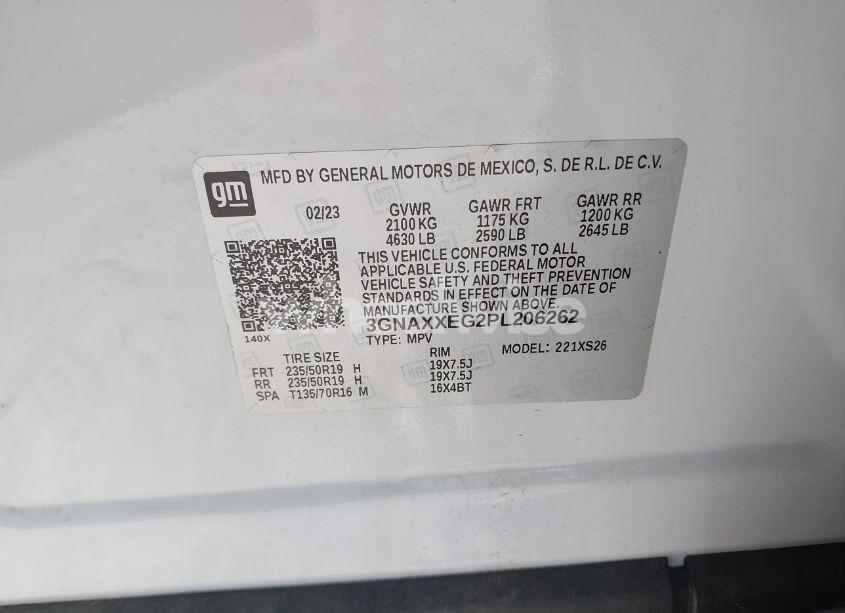 gm MFD BY GENERAL MOTORS DE MEXICO, S. DE R.L. DE C.V.
02/23 GVWR GAWR FRT GAWR RR
2100 KG 1175 KG 1200 KG
4630 LB 2590 LB 2645 LB
THIS VEHICLE CONFORMS TO ALL
APPLICABLE U.S. FEDERAL MOTOR
VEHICLE SAFETY AND THEFT PREVENTION
STANDARDS IN EFFECT ON THE DATE OF
MANUFACTURE SHOWN ABOVE.
3GNAXXEG2PL206262
140X
TYPE: MPV MODEL: 221XS26
TIRE SIZE RIM
FRT 235/50R19 H 19X7.5J
RR 235/50R19 H 19X7.5J
SPA T135/70R16 M 16X4BT